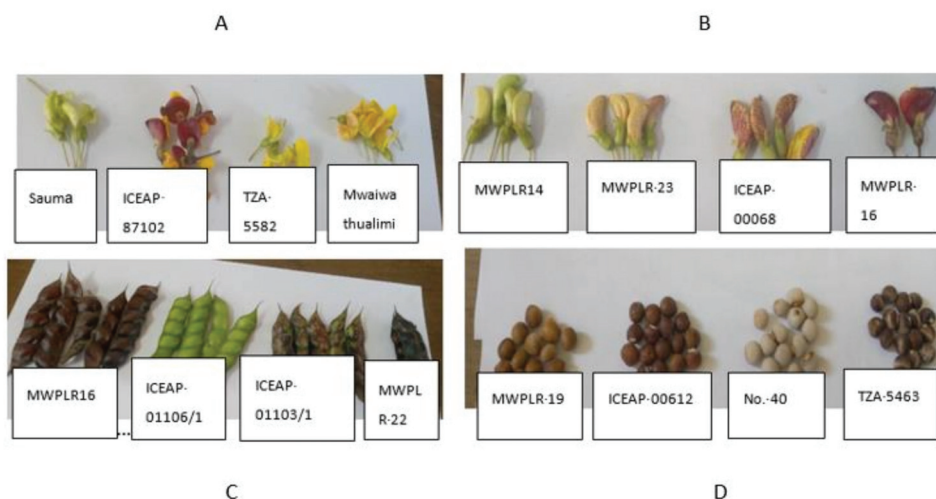 A
B
Sauma
ICEAP-
87102
TZA-
5582
Mwaiwa
thualimi
MWPLR14
MWPLR-23
ICEAP-
00068
MWPLR-
16
MWPLR16
ICEAP-
01106/1
ICEAP-
01103/1
MWPL
R-22
MWPLR-19
ICEAP-00612
No.-40
TZA-5463
C
D